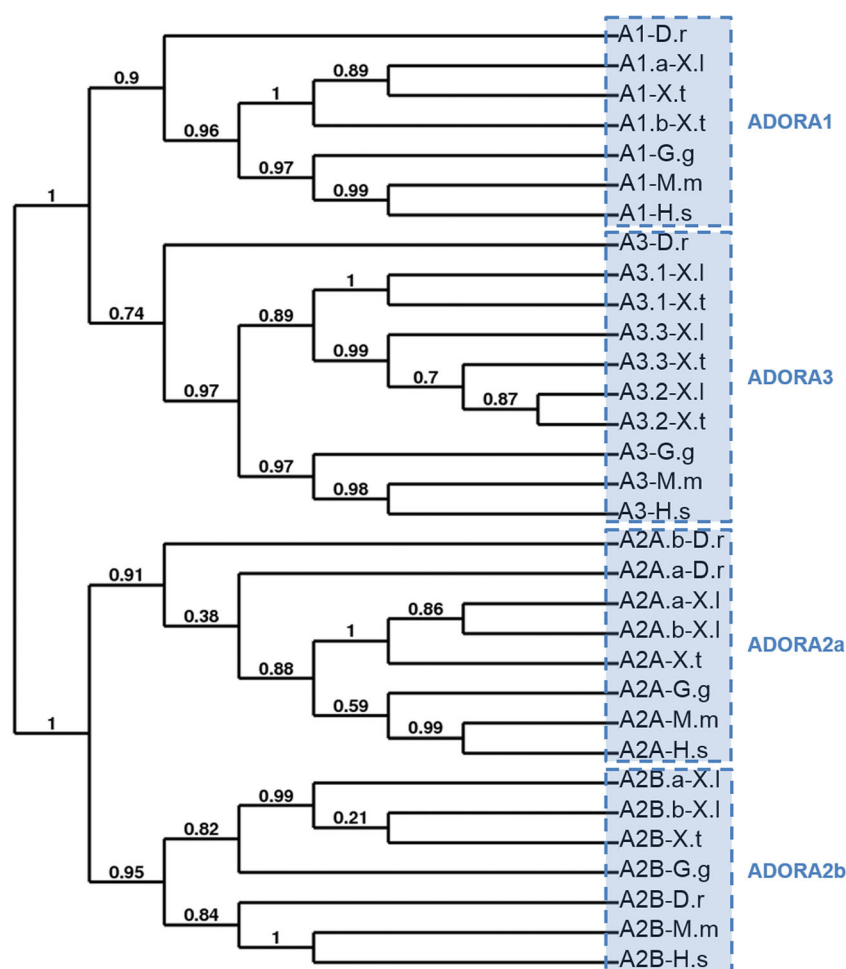 A1-D.r
A1.a-X.l
0.89
0.9
A1-X.t
1
A1.b-X.t
ADORA1
0.96
A1-G.g
0.97
A1-M.m
0.99
1
A1-H.s
A3-D.r
A3.1-X.l
1
A3.1-X.t
0.74
0.89
A3.3-X.l
0.99
A3.3-X.t
0.7
ADORA3
0.97
A3.2-X.l
0.87
A3.2-X.t
A3-G.g
0.97
A3-M.m
0.98
A3-H.s
A2A.b-D.r
0.91
A2A.a-D.r
A2A.a-X.l
0.86
0.38
A2A.b-X.l
1
ADORA2a
A2A-X.t
0.88
A2A-G.g
0.59
A2A-M.m
1
0.99
A2A-H.s
A2B.a-X.l
0.99
A2B.b-X.l
0.21
0.82
A2B-X.t
A2B-G.g
ADORA2b
0.95
A2B-D.r
0.84
A2B-M.m
1
A2B-H.s